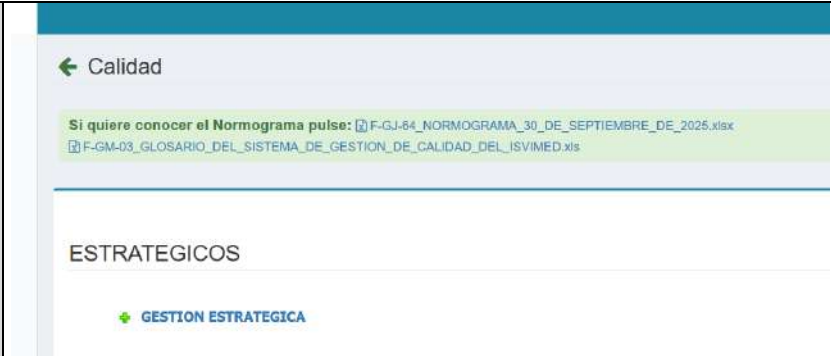 Calidad
Si quiere conocer el Normograma pulse: F-GJ-64_NORMOGRAMA_30_DE_SEPTIEMBRE_DE_2025.xlsx
F-GM-03_GLOSARIO_DEL_SISTEMA_DE_GESTION_DE_CALIDAD_DEL_ISVIMED.xls
ESTRATEGICOS
GESTION ESTRATEGICA